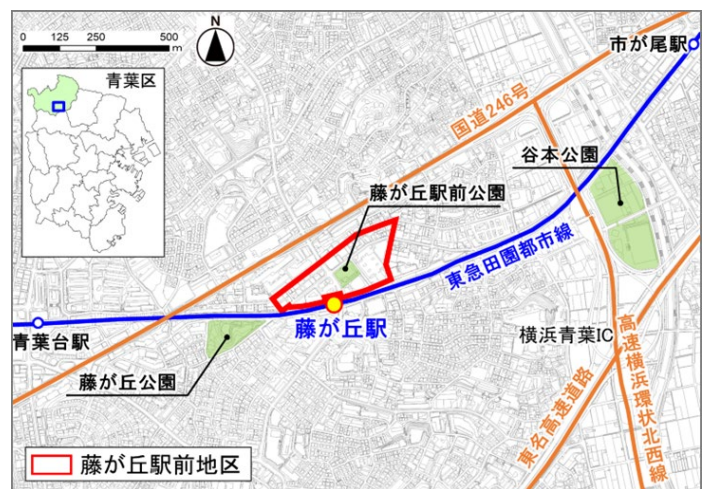 N
0 125 250 500
m
青葉区
市が尾駅
国道246号
谷本公園
藤が丘駅前公園
東急田園都市線
藤が丘駅
青葉台駅
横浜青葉IC
藤が丘公園
東名高速道路
高速横浜環状北西線
藤が丘駅前地区